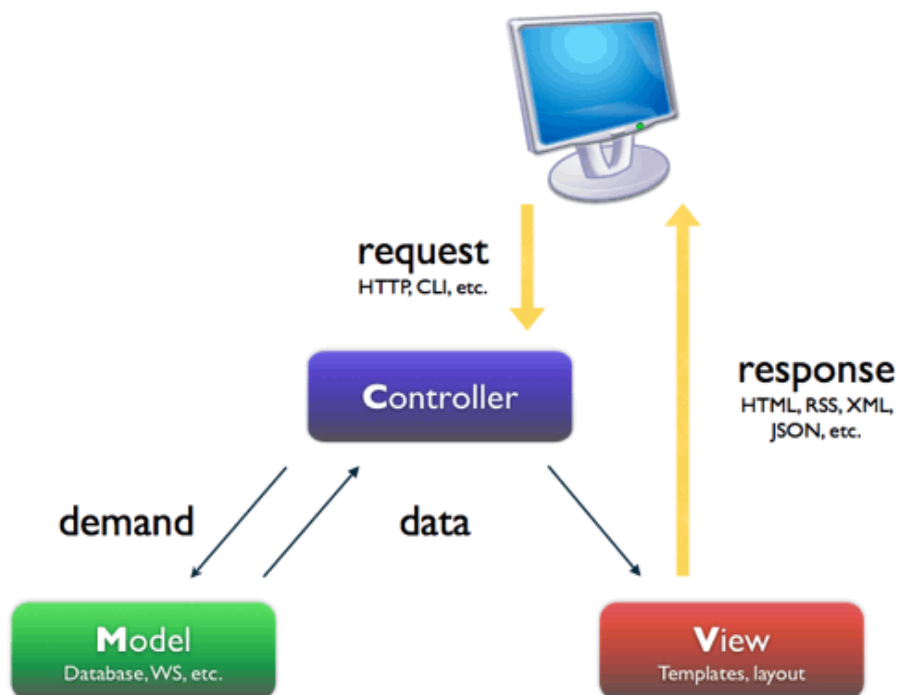 request
HTTP, CLI, etc.
Controller
response
HTML, RSS, XML,
JSON, etc.
demand
data
Model
Database, WS, etc.
View
Templates, layout